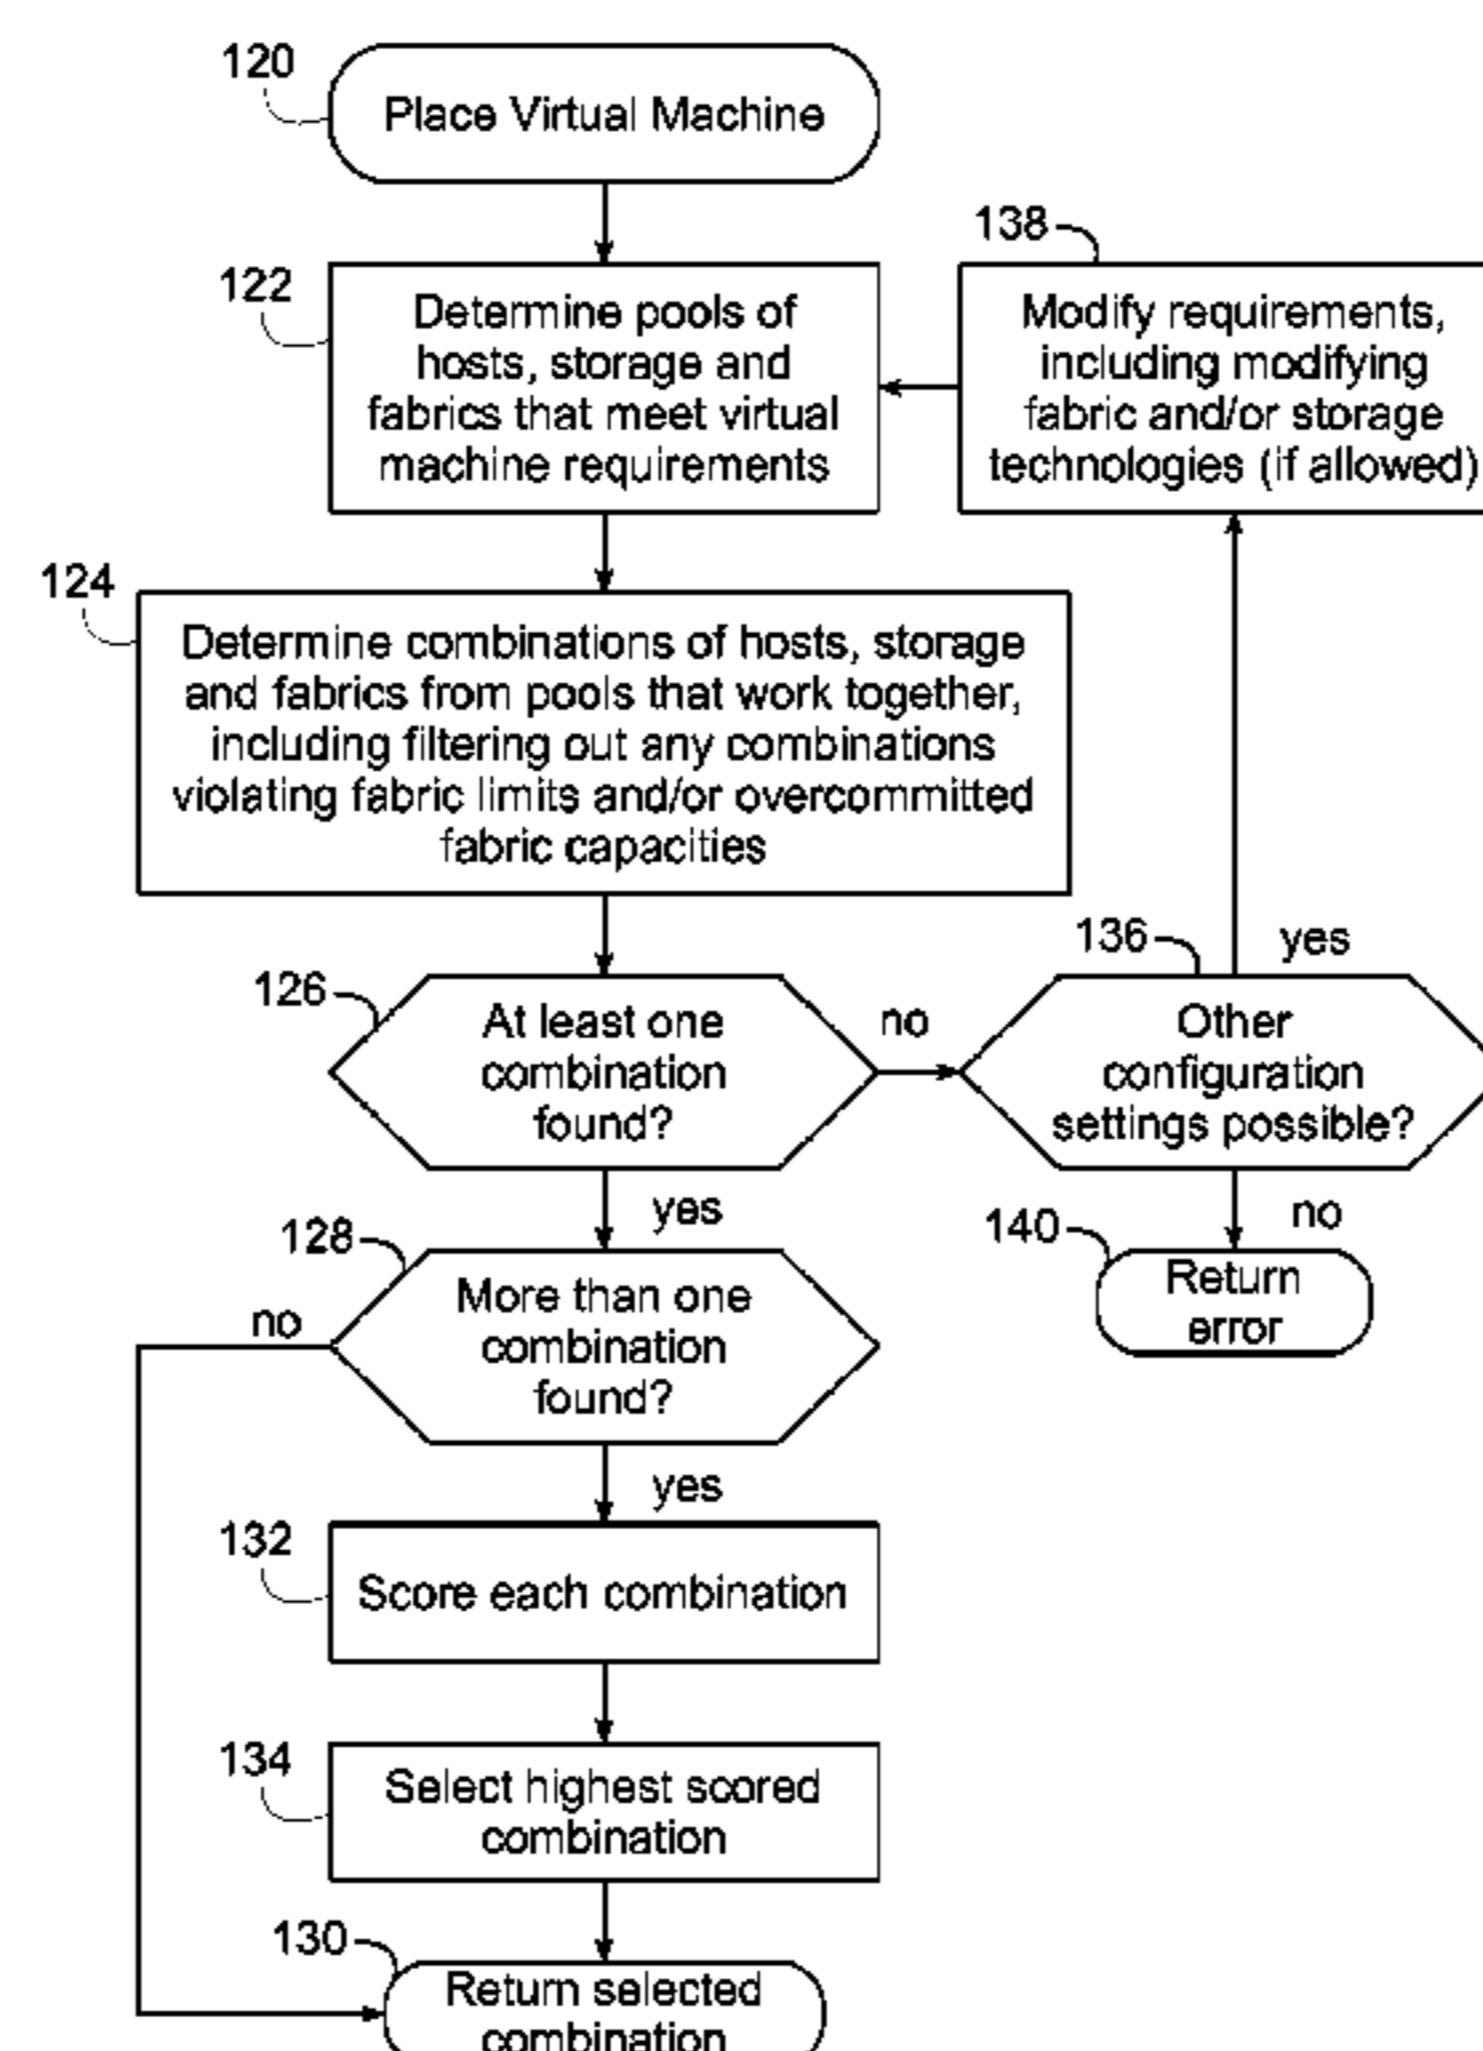 120
Place Virtual Machine
138
122
Determine pools of
hosts, storage and
fabrics that meet virtual
machine requirements
Modify requirements,
including modifying
fabric and/or storage
technologies (if allowed)
124
Determine combinations of hosts, storage
and fabrics from pools that work together,
including filtering out any combinations
violating fabric limits and/or overcommitted
fabric capacities
136
yes
126
At least one
combination
found?
no
Other
configuration
settings possible?
yes
no
128
More than one
combination
found?
no
140
Return
error
yes
132
Score each combination
134
Select highest scored
combination
130
Return selected
combination